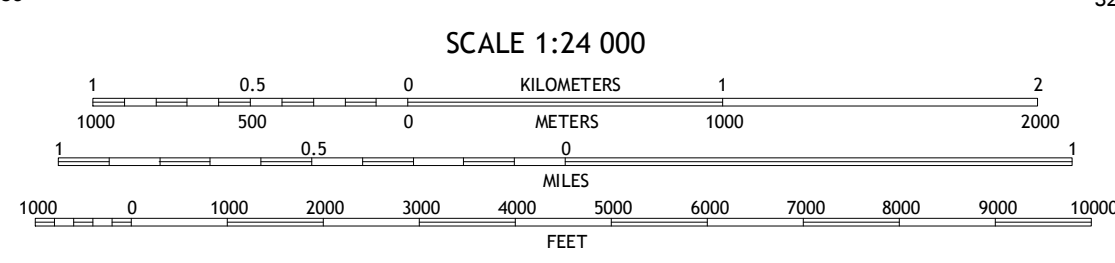 SCALE 1:24 000
1 0.5 0 KILOMETERS 1 2
1000 500 0 METERS 1000 2000
1 0.5 0 1
MILES
1000 0 1000 2000 3000 4000 5000 6000 7000 8000 9000 10000
FEET